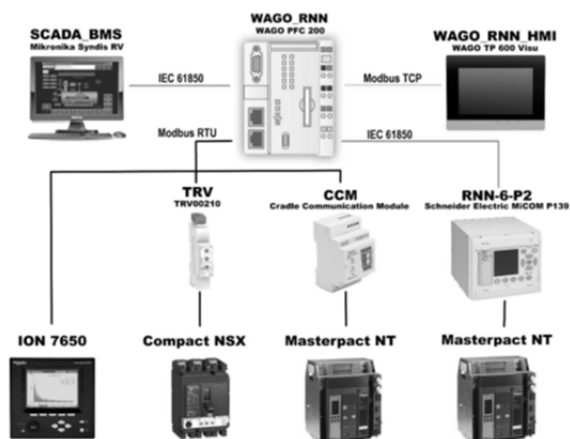 SCADA_BMS
Mikronika Syndis RV
WAGO_RNN
WAGO PFC 200
WAGO_RNN_HMI
WAGO TP 600 Visu
IEC 61850
Modbus TCP
Modbus RTU
IEC 61850
TRV
TRV00210
CCM
Cradle Communication Module
RNN-6-P2
Schneider Electric MiCOM P139
ION 7650
Compact NSX
Masterpact NT
Masterpact NT